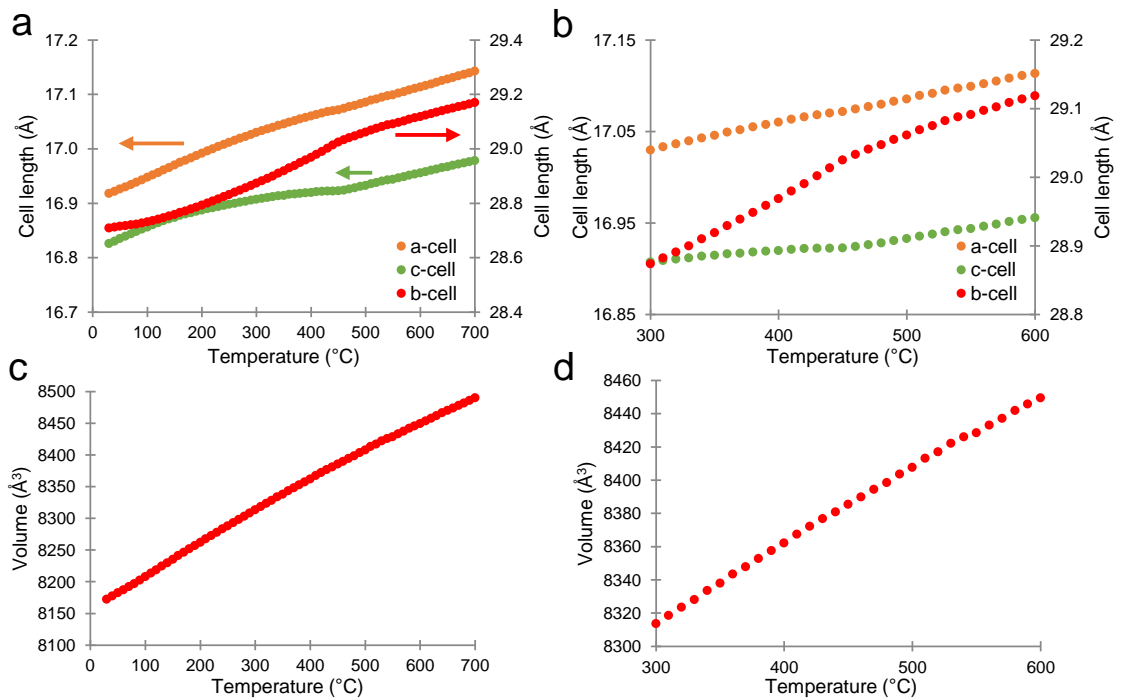 a
17.2
17.1
17.0
16.9
16.8
16.7
Cell length (Å)
29.4
29.2
29.0
28.8
28.6
28.4
Cell length (Å)
a-cell
c-cell
b-cell
0 100 200 300 400 500 600 700
Temperature (°C)
b
17.15
17.05
16.95
16.85
Cell length (Å)
29.2
29.1
29.0
28.9
28.8
Cell length (Å)
a-cell
c-cell
b-cell
300 400 500 600
Temperature (°C)
c
8500
8450
8400
8350
8300
8250
8200
8150
8100
Volume (Å³)
0 100 200 300 400 500 600 700
Temperature (°C)
d
8460
8440
8420
8400
8380
8360
8340
8320
8300
Volume (Å³)
300 400 500 600
Temperature (°C)